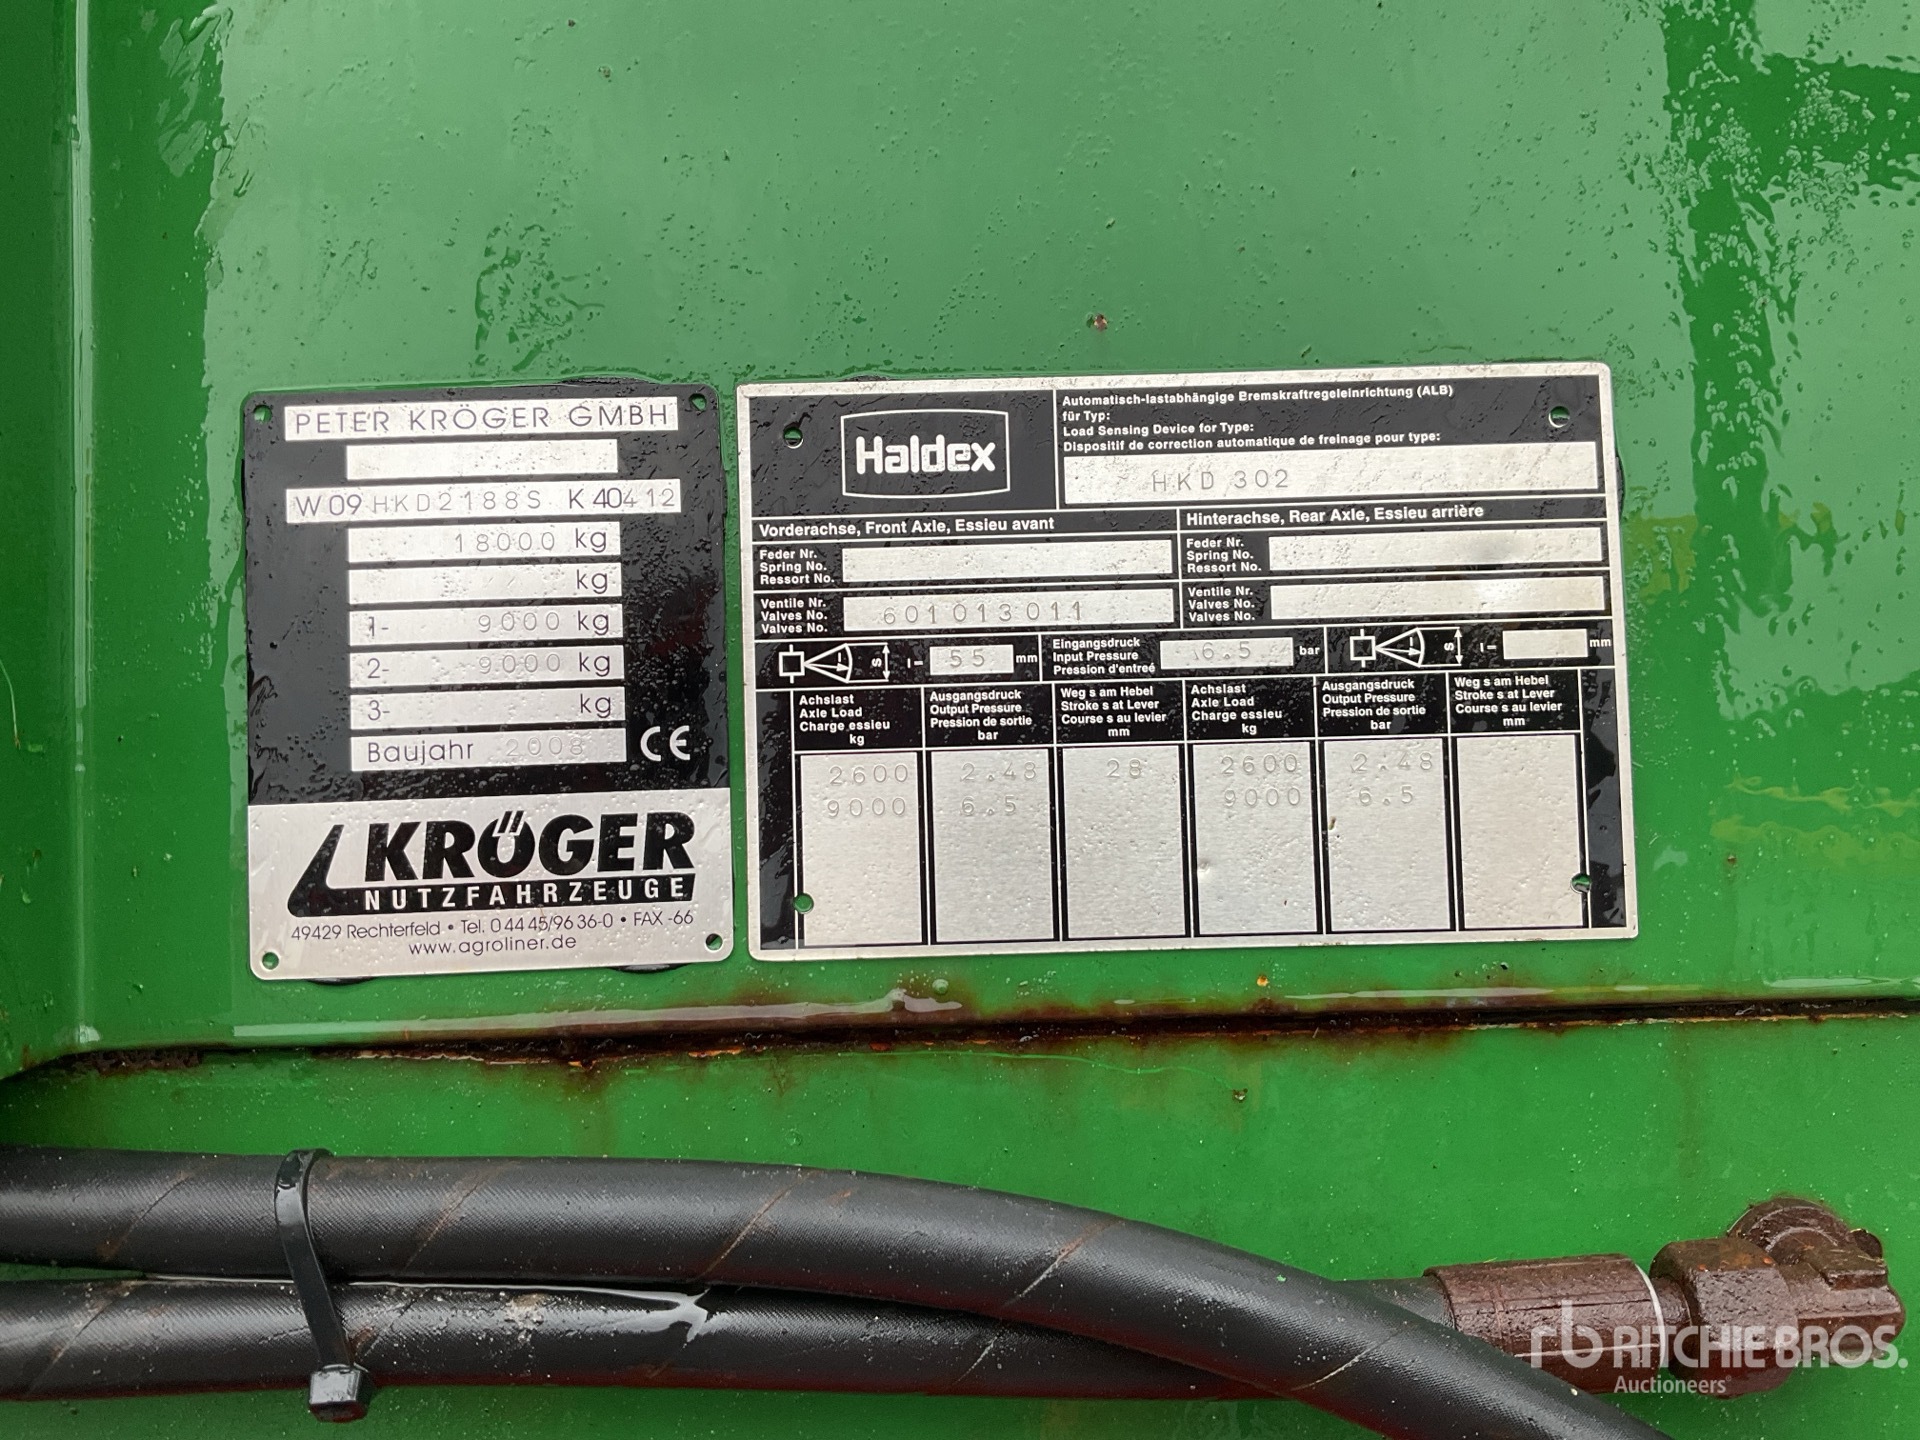 PETER KRÖGER GMBH
W09 HKD2188S K40412
18000 kg
kg
1- 9000 kg
2- 9000 kg
3- kg
Baujahr 2008 CE
KRÖGER
NUTZFAHRZEUGE
49429 Rechterfeld • Tel. 0 44 45/96 36-0 • FAX -66
www.agroliner.de
Haldex
Automatisch-lastabhängige Bremskraftregeleinrichtung (ALB)
für Typ:
Load Sensing Device for Type:
Dispositif de correction automatique de freinage pour type:
HKD 302
Vorderachse, Front Axle, Essieu avant
Hinterachse, Rear Axle, Essieu arrière
Feder Nr.
Spring No.
Ressort No.
Feder Nr.
Spring No.
Ressort No.
Ventile Nr.
Valves No.
Valves No.
601013011
Ventile Nr.
Valves No.
Valves No.
s l= 55 mm
Eingangsdruck
Input Pressure
Pression d'entreé
6.5 bar
s l= mm
Achslast
Axle Load
Charge essieu
kg
Ausgangsdruck
Output Pressure
Pression de sortie
bar
Weg s am Hebel
Stroke s at Lever
Course s au levier
mm
Achslast
Axle Load
Charge essieu
kg
Ausgangsdruck
Output Pressure
Pression de sortie
bar
Weg s am Hebel
Stroke s at Lever
Course s au levier
mm
2600 2.48 28 2600 2.48
9000 6.5 9000 6.5
rb RITCHIE BROS.
Auctioneers